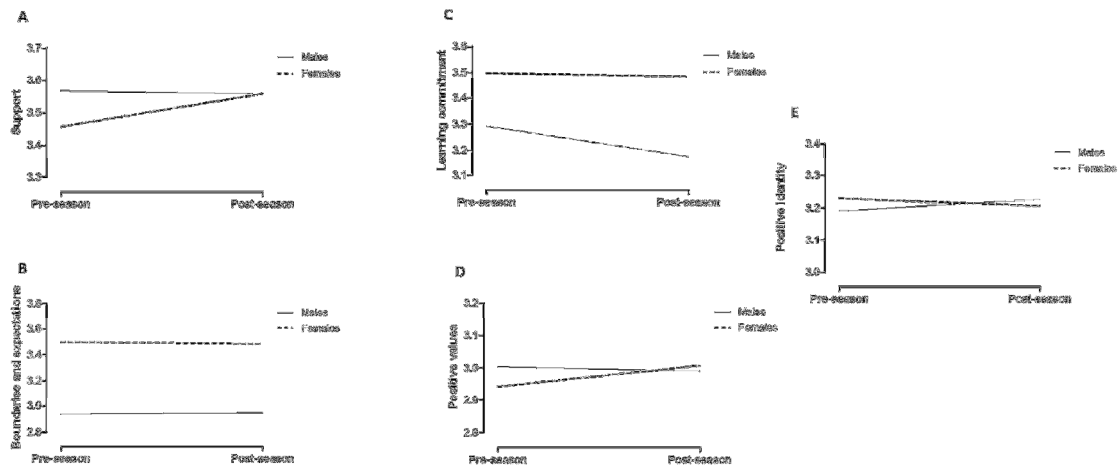 A
Support
3.7
3.6
3.5
3.4
3.3
Pre-season
Post-season
Males
Females
B
Boundaries and expectations
3.8
3.6
3.4
3.2
3.0
2.8
Pre-season
Post-season
Males
Females
C
Learning commitment
3.6
3.5
3.4
3.3
3.2
3.1
Pre-season
Post-season
Males
Females
D
Positive values
3.2
3.1
3.0
2.9
2.8
Pre-season
Post-season
Males
Females
E
Positive identity
3.4
3.3
3.2
3.1
3.0
Pre-season
Post-season
Males
Females